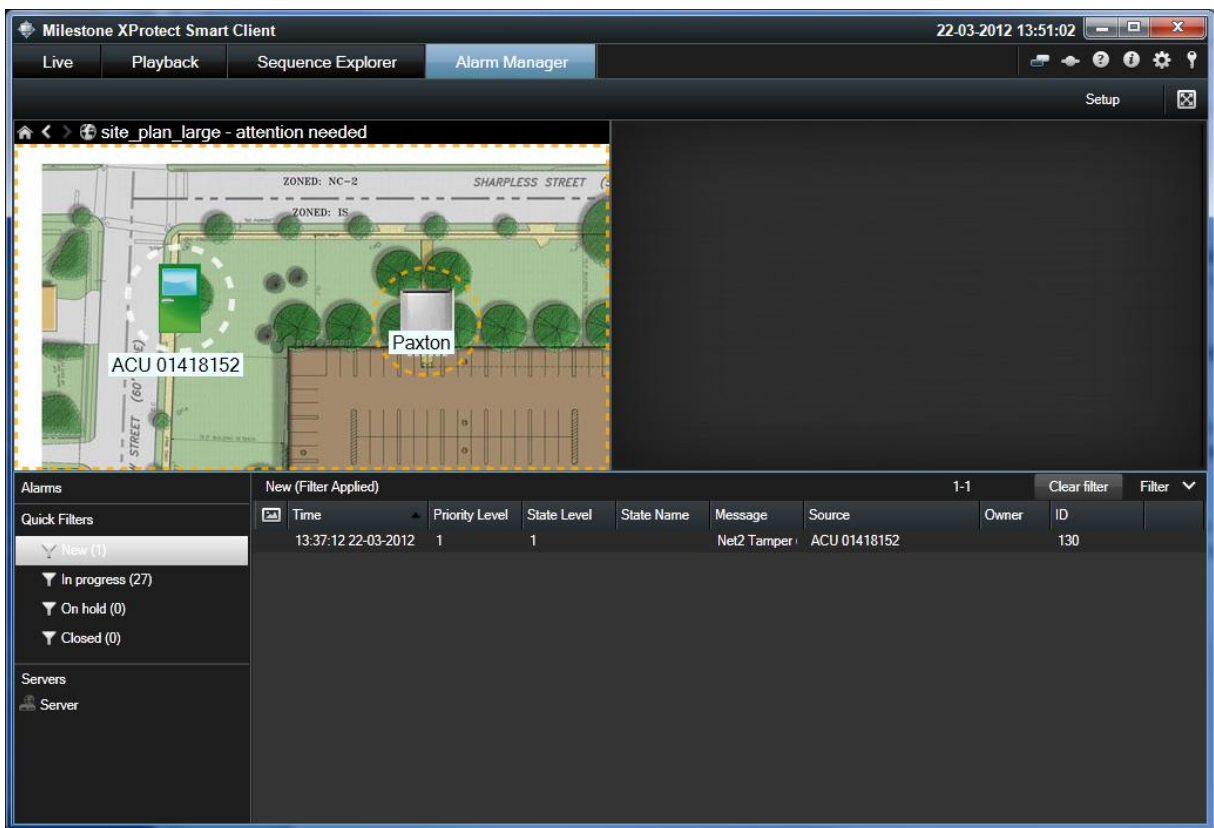 Milestone XProtect Smart Client 22-03-2012 13:51:02
Live Playback Sequence Explorer Alarm Manager
Setup
site_plan_large - attention needed
ZONED: NC-2 SHARPLESS STREET
ZONED: IS
ACU 01418152
Paxton
STREET (60'
Alarms
Quick Filters
New (1)
In progress (27)
On hold (0)
Closed (0)
Servers
Server
New (Filter Applied) 1-1 Clear filter Filter
Time Priority Level State Level State Name Message Source Owner ID
13:37:12 22-03-2012 1 1 Net2 Tamper ACU 01418152 130